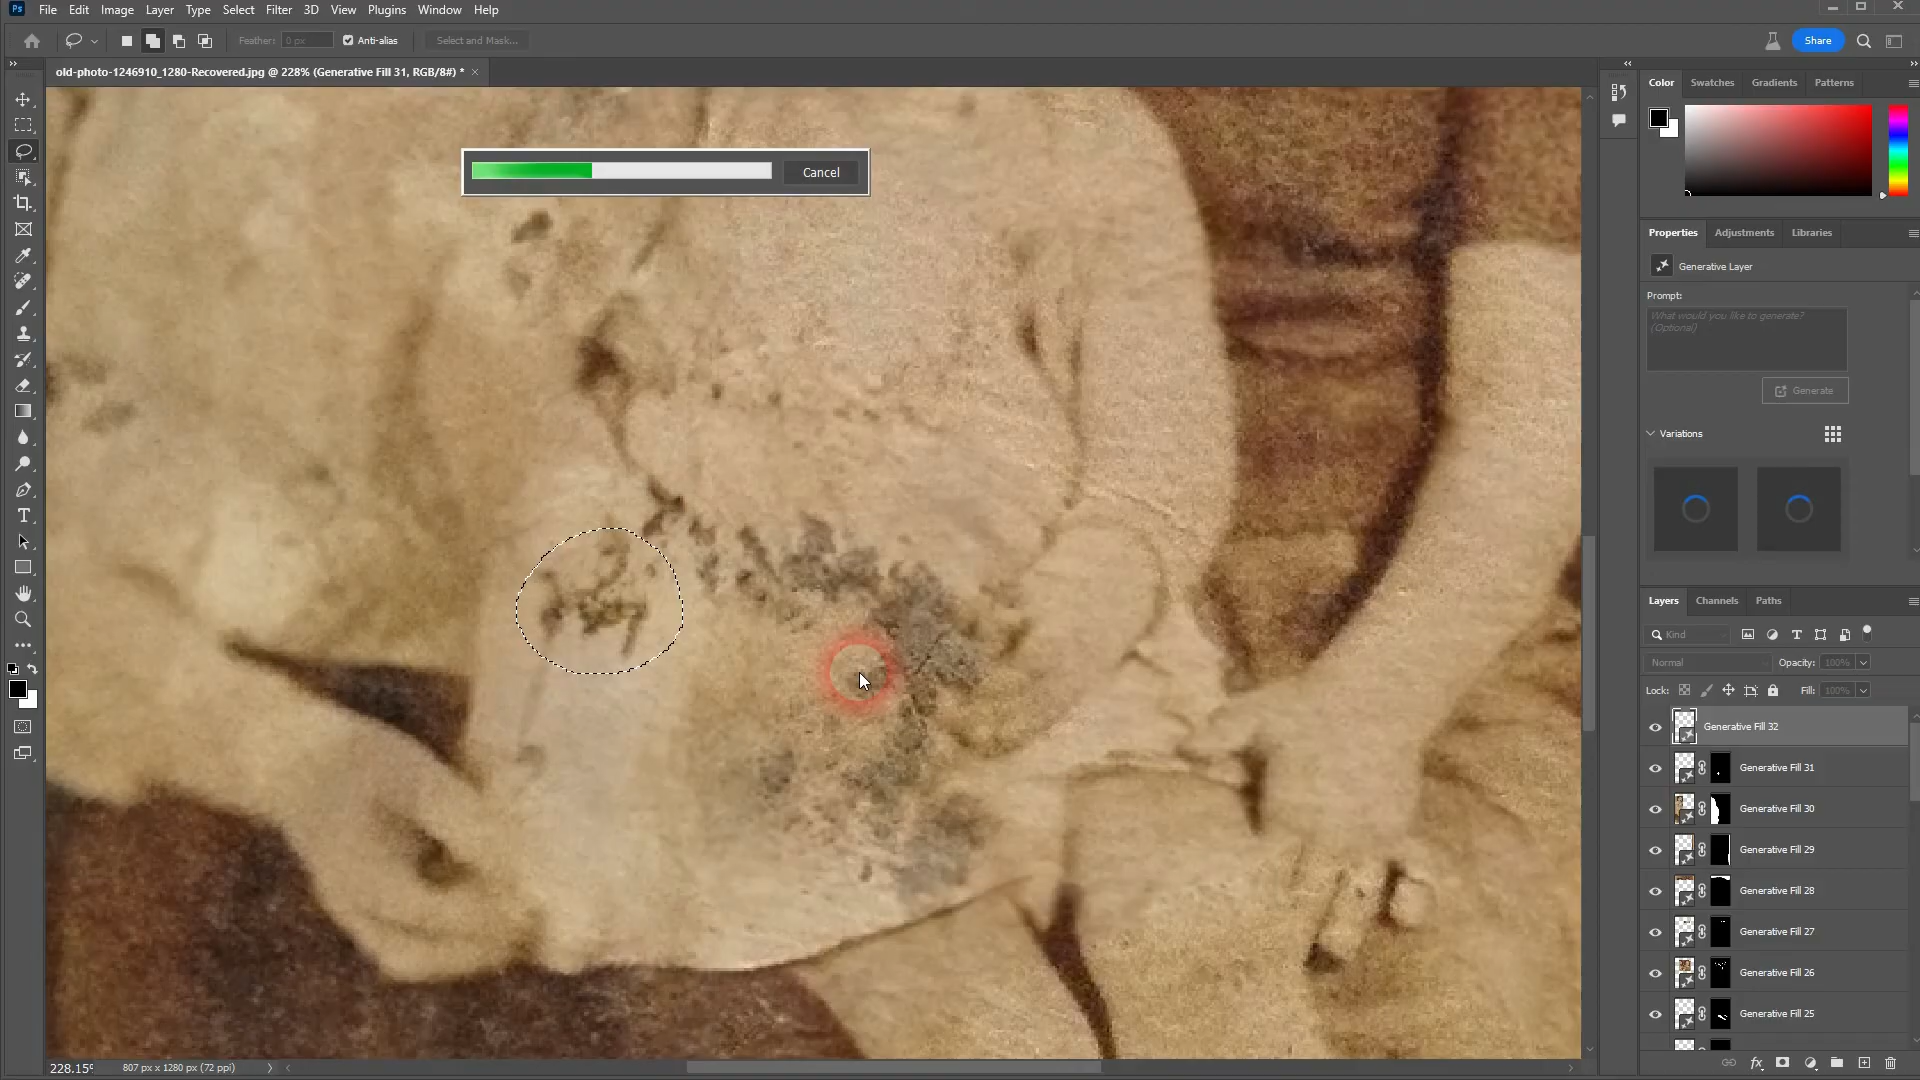 Ps File Edit Image Layer Type Select Filter 3D View Plugins Window Help
Feather: 0 px Anti-alias Select and Mask... Share
old-photo-1246910_1280-Recovered.jpg @ 228% (Generative Fill 31, RGB/8#) * ×
Cancel
Color Swatches Gradients Patterns
Properties Adjustments Libraries
Generative Layer
Prompt:
What would you like to generate?
(Optional)
Generate
Variations
Layers Channels Paths
Kind
Normal Opacity: 100%
Lock: Fill: 100%
Generative Fill 32
Generative Fill 31
Generative Fill 30
Generative Fill 29
Generative Fill 28
Generative Fill 27
Generative Fill 26
Generative Fill 25
228.15% 807 px x 1280 px (72 ppi)